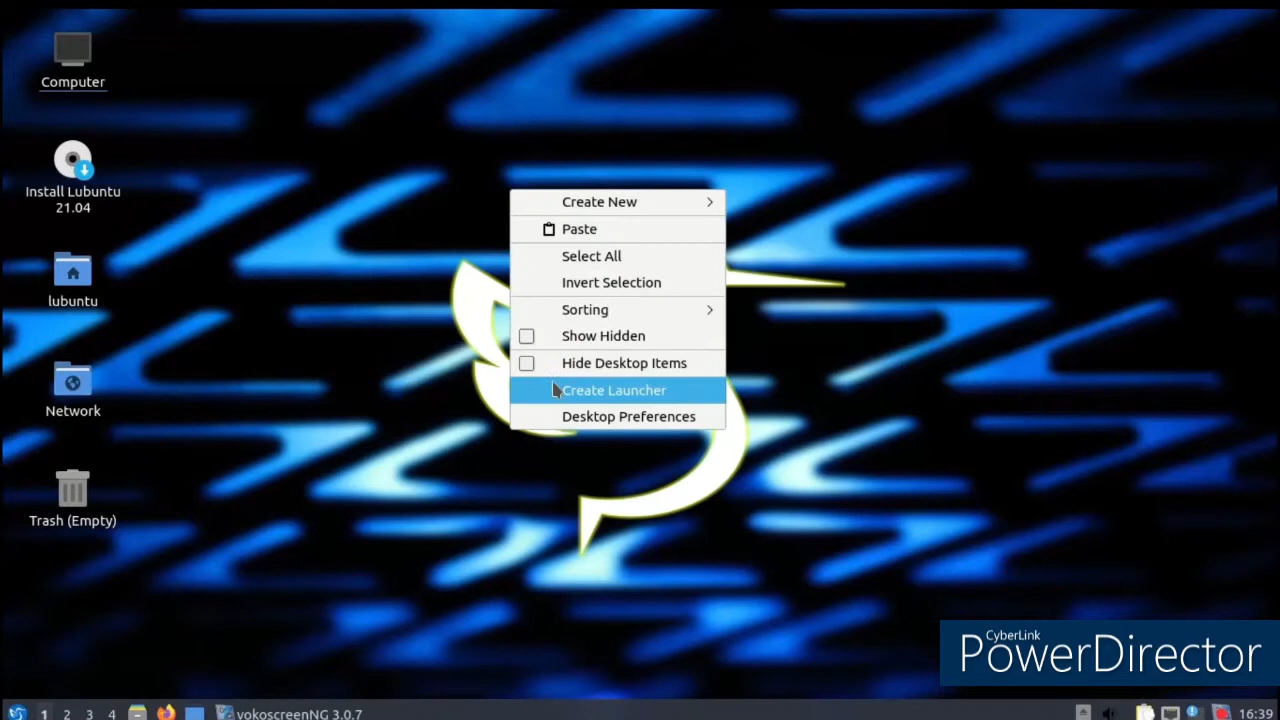 Computer
Install Lubuntu
21.04
lubuntu
Network
Trash (Empty)
Create New
Paste
Select All
Invert Selection
Sorting
Show Hidden
Hide Desktop Items
Create Launcher
Desktop Preferences
CyberLink
PowerDirector
1 2 3 4 vokoscreenNG 3.0.7 16:39